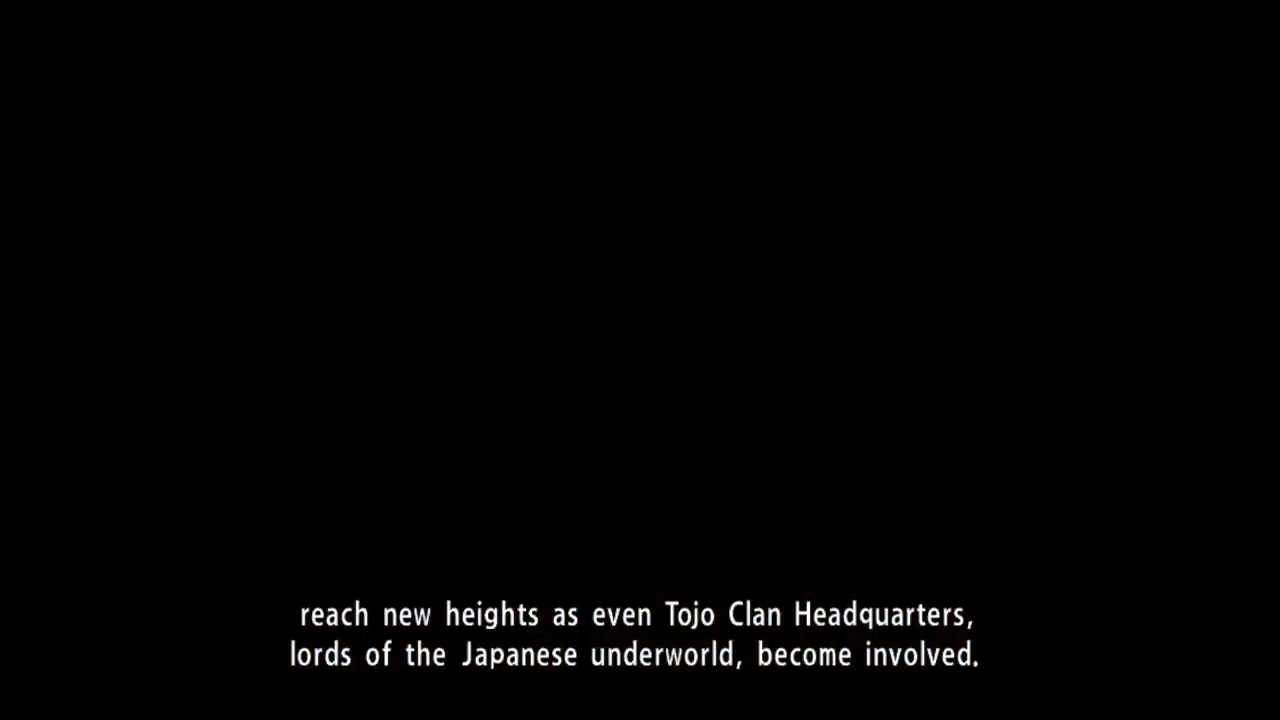 reach new heights as even Tojo Clan Headquarters,
lords of the Japanese underworld, become involved.